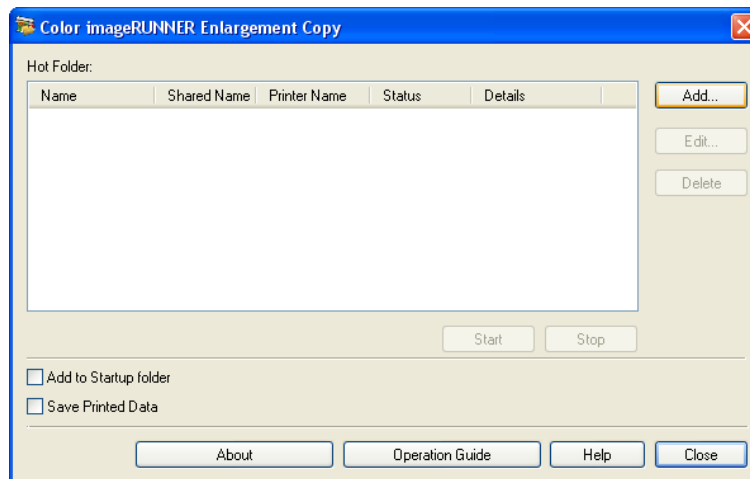 Color imageRUNNER Enlargement Copy
Hot Folder:
Name Shared Name Printer Name Status Details
Add...
Edit...
Delete
Start Stop
Add to Startup folder
Save Printed Data
About Operation Guide Help Close